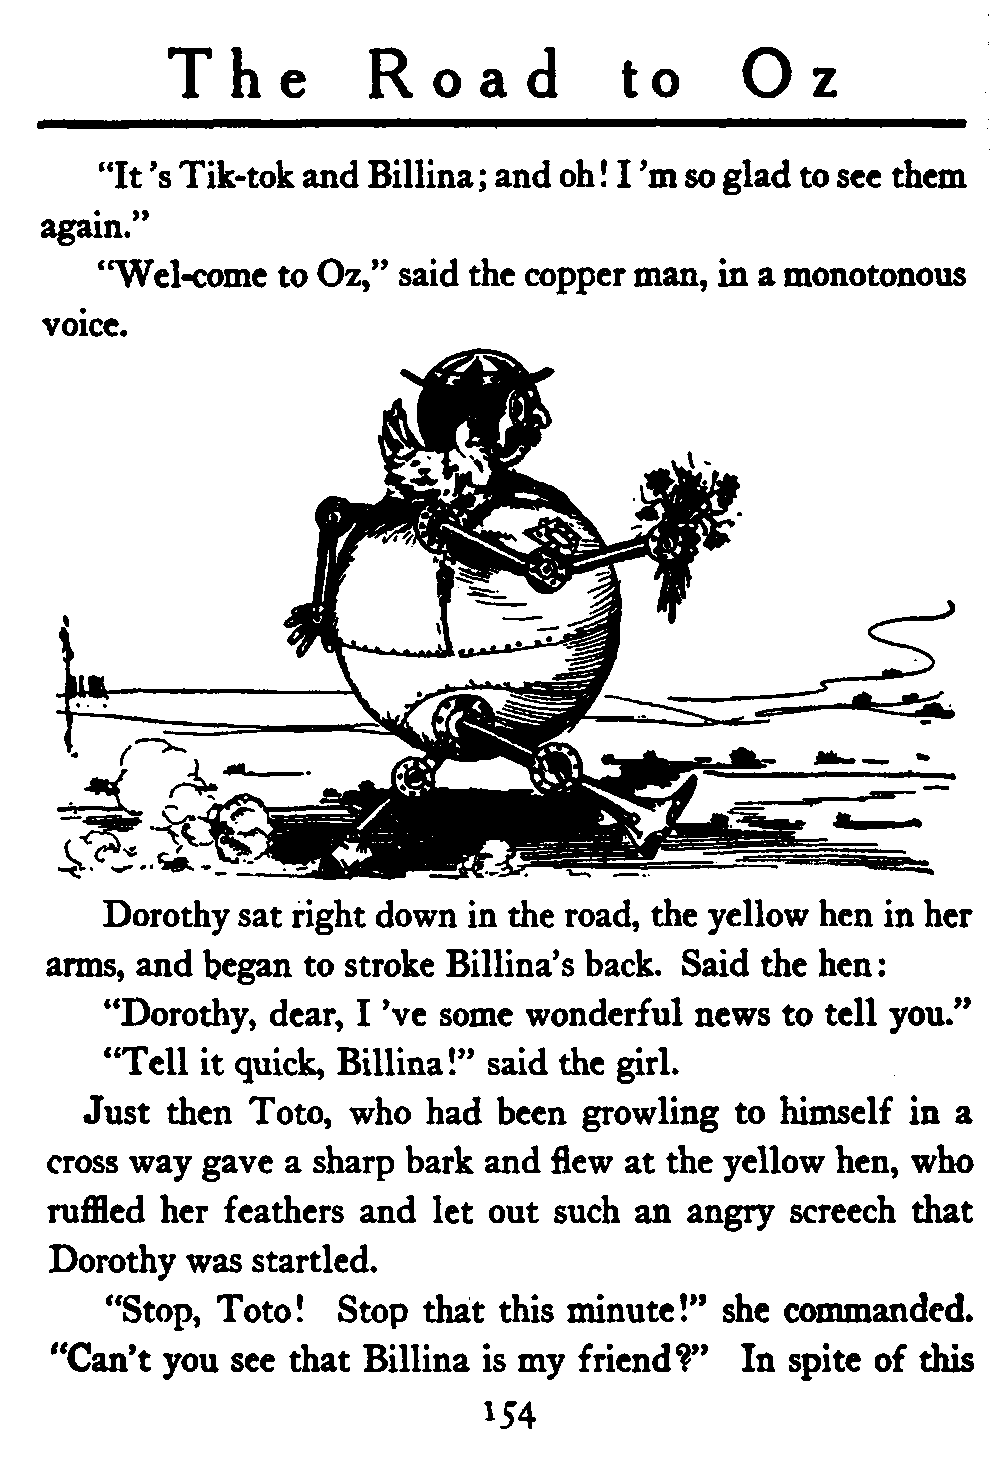 The Road to Oz
“It ’s Tik-tok and Billina; and oh! I ’m so glad to see them
again.”
“Wel-come to Oz,” said the copper man, in a monotonous
voice.
Dorothy sat right down in the road, the yellow hen in her
arms, and began to stroke Billina’s back. Said the hen:
“Dorothy, dear, I ’ve some wonderful news to tell you.”
“Tell it quick, Billina!” said the girl.
Just then Toto, who had been growling to himself in a
cross way gave a sharp bark and flew at the yellow hen, who
ruffled her feathers and let out such an angry screech that
Dorothy was startled.
“Stop, Toto! Stop that this minute!” she commanded.
“Can’t you see that Billina is my friend?” In spite of this
154